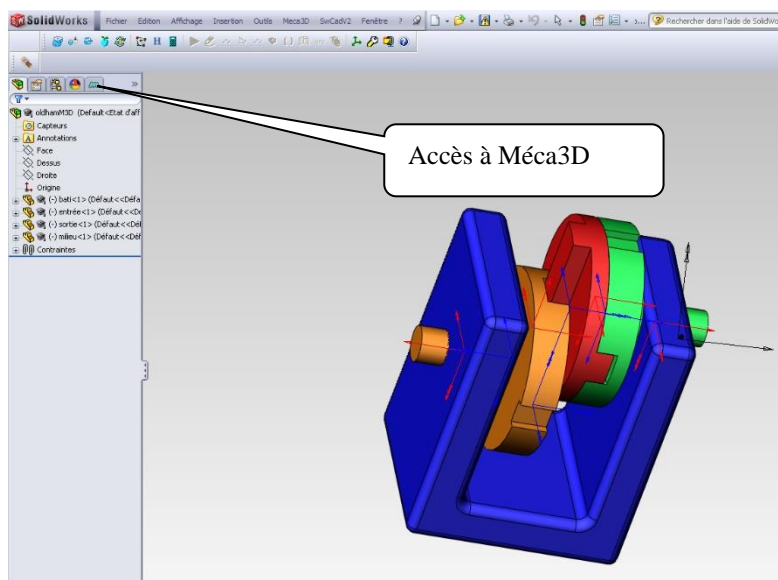 SolidWorks Fichier Edition Affichage Insertion Outils Meca3D SwCadV2 Fenêtre ? Rechercher dans l'aide de SolidWo
oldhamM3D (Default<Etat d'aff
Capteurs
Annotations
Face
Dessus
Droite
Origine
(-) bati<1> (Défaut<<Défa
(-) entrée<1> (Défaut<<De
(-) sortie<1> (Défaut<<Déf
(-) milieu<1> (Défaut<<Déf
Contraintes
Accès à Méca3D